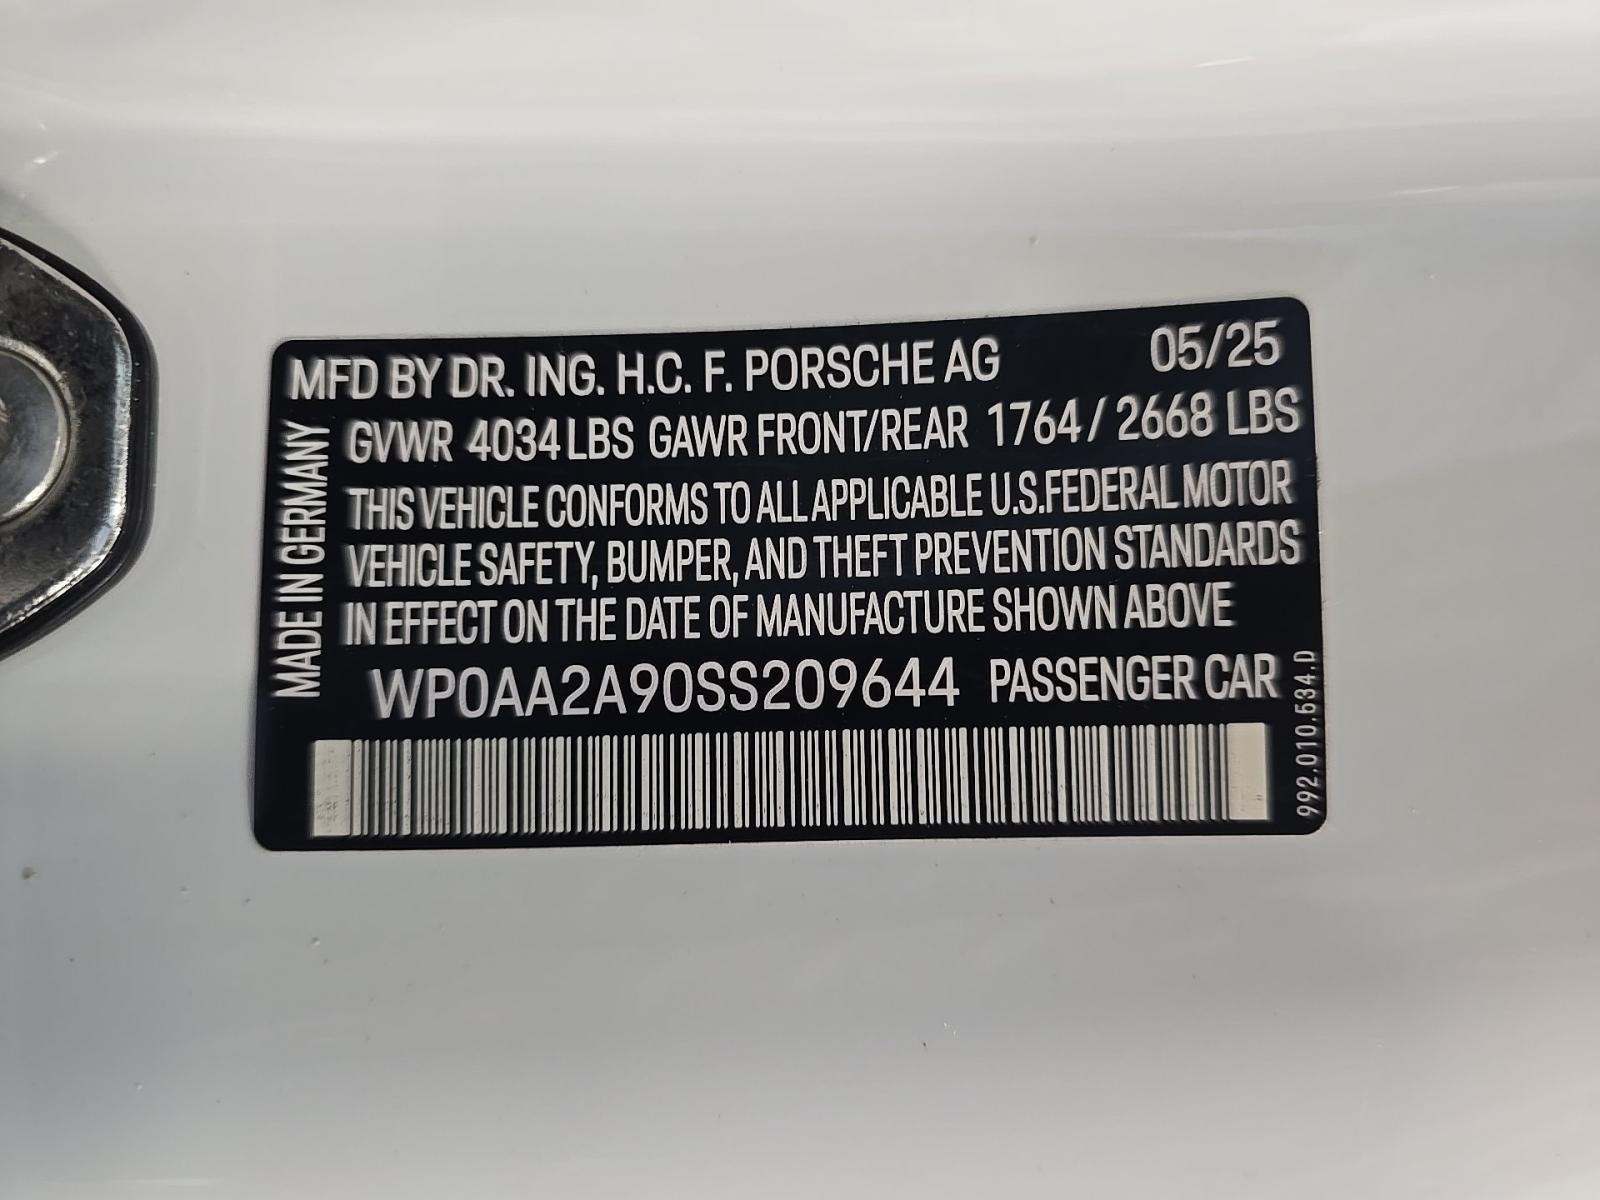 MFD BY DR. ING. H.C. F. PORSCHE AG 05/25
GVWR 4034 LBS GAWR FRONT/REAR 1764 / 2668 LBS
THIS VEHICLE CONFORMS TO ALL APPLICABLE U.S.FEDERAL MOTOR
VEHICLE SAFETY, BUMPER, AND THEFT PREVENTION STANDARDS
IN EFFECT ON THE DATE OF MANUFACTURE SHOWN ABOVE
WP0AA2A90SS209644 PASSENGER CAR
MADE IN GERMANY
992.010.534.D